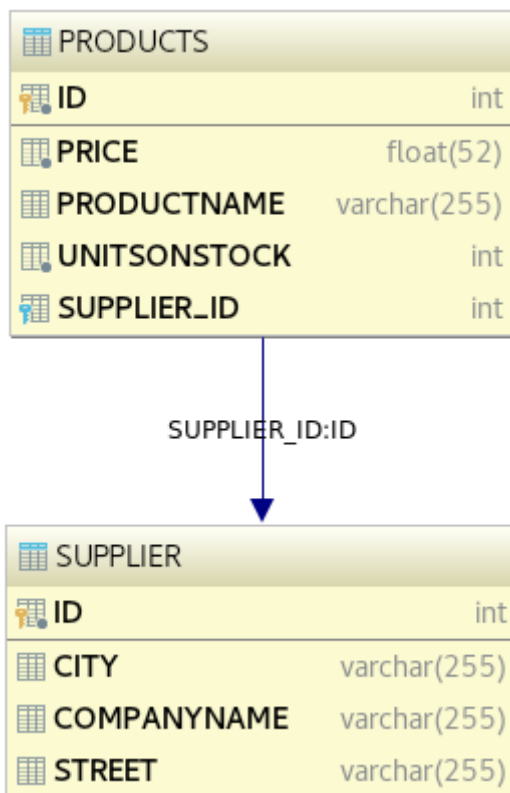 PRODUCTS
ID int
PRICE float(52)
PRODUCTNAME varchar(255)
UNITSONSTOCK int
SUPPLIER_ID int
SUPPLIER_ID:ID
SUPPLIER
ID int
CITY varchar(255)
COMPANYNAME varchar(255)
STREET varchar(255)